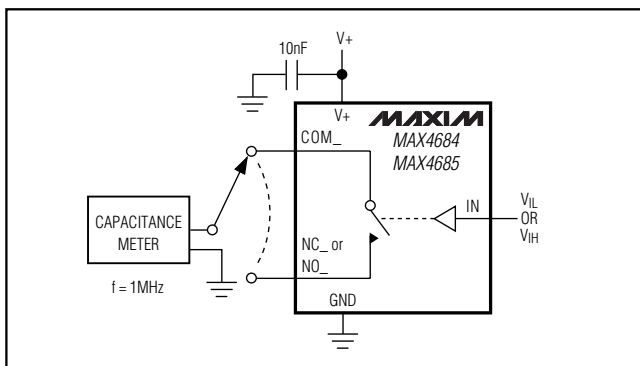 10nF
V+
V+
MAXIM
MAX4684
MAX4685
COM_
IN
VIL
OR
VIH
CAPACITANCE
METER
NC_ or
NO_
f = 1MHz
GND